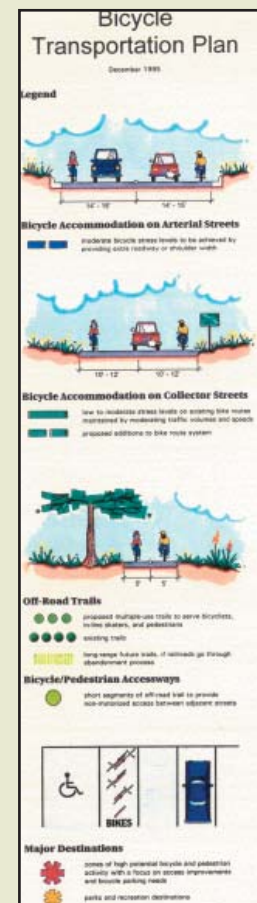 Bicycle
Transportation Plan
December 1995
Legend
14' - 16' 14' - 16'
Bicycle Accommodation on Arterial Streets
moderate bicycle stress levels to be achieved by
providing extra roadway or shoulder width
10' - 12' 10' - 12'
Bicycle Accommodation on Collector Streets
low to moderate stress levels on existing bike routes
maintained by moderating traffic volumes and speeds
proposed additions to bike route system
5' 5'
Off-Road Trails
proposed multiple-use trails to serve bicyclists,
in-line skaters, and pedestrians
existing trails
long-range future trails, if railroads go through
abandonment process
Bicycle/Pedestrian Accessways
short segments of off-road trail to provide
non-motorized access between adjacent streets
BIKES
Major Destinations
zones of high potential bicycle and pedestrian
activity with a focus on access improvements
and bicycle parking needs
parks and recreation destinations